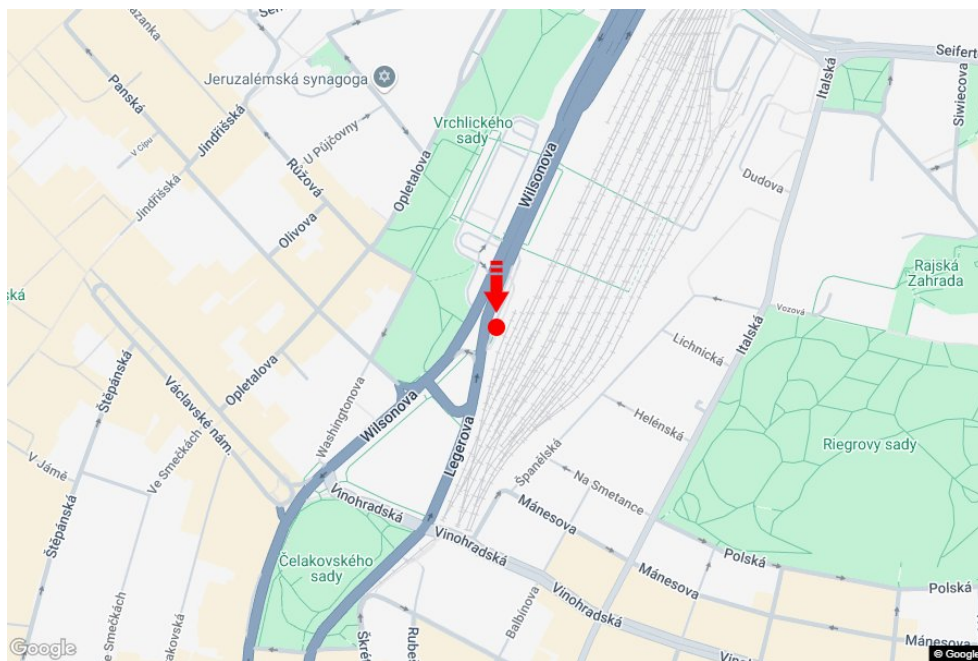 Panská
Jeruzalémská synagoga
Vrchlického
sady
Italská
Siwiecova
V Cípu
Jindřišská
U Půjčovny
Růžová
Opletalova
Wilsonova
Jindřišská
Olivova
Dudova
Rajská
Zahrada
Vozová
Lichnická
Italská
Štěpánská
Opletalova
Václavské nám.
Washingtonova
Wilsonova
Helénská
Riegrovy sady
V Jámě
Ve Smečkách
Legerova
Španělská
Na Smetance
Vinohradská
Mánesova
Štěpánská
Čelakovského
sady
Vinohradská
Polská
Polská
Mánesova
Vinohradská
Balbínova
Mánesova
Google
© Google